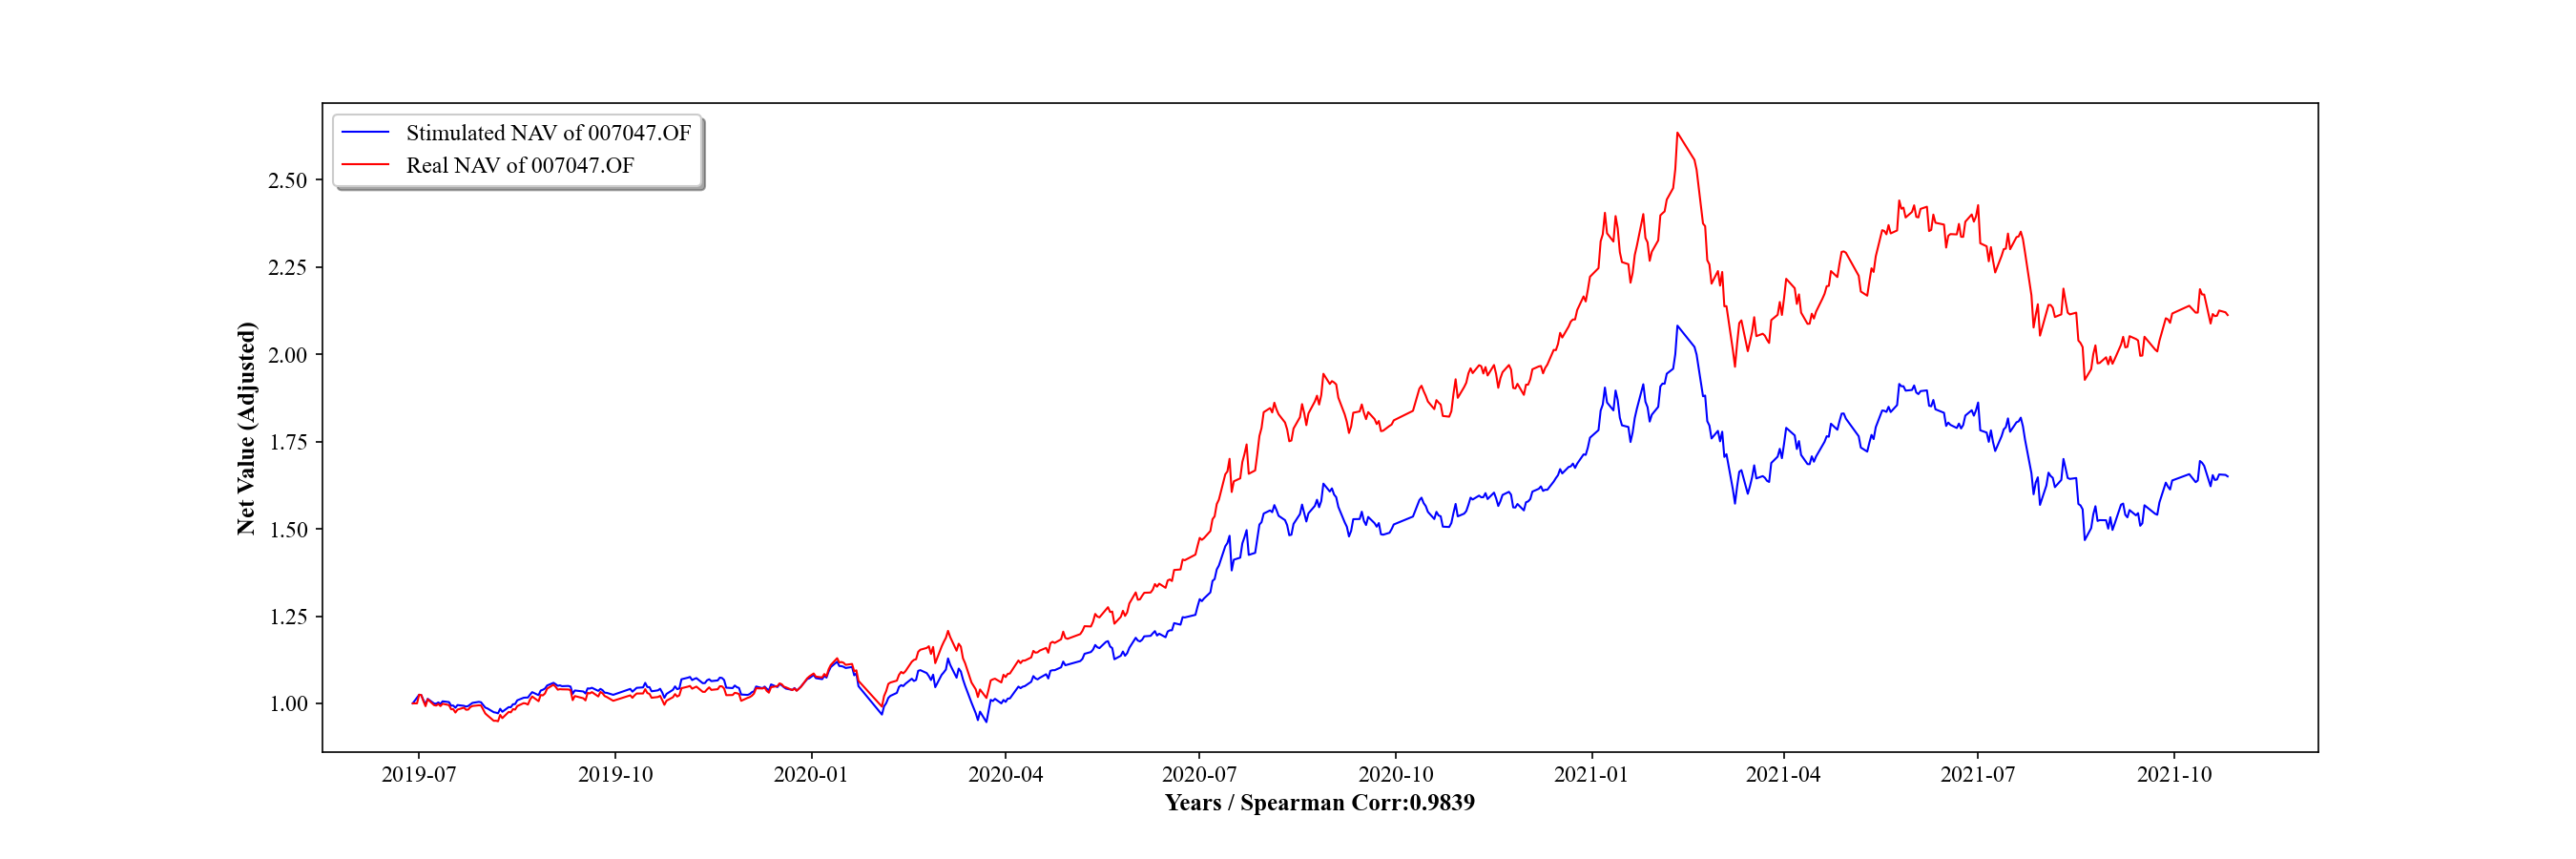 Stimulated NAV of 007047.OF
Real NAV of 007047.OF
Net Value (Adjusted)
2.50
2.25
2.00
1.75
1.50
1.25
1.00
2019-07 2019-10 2020-01 2020-04 2020-07 2020-10 2021-01 2021-04 2021-07 2021-10
Years / Spearman Corr:0.9839